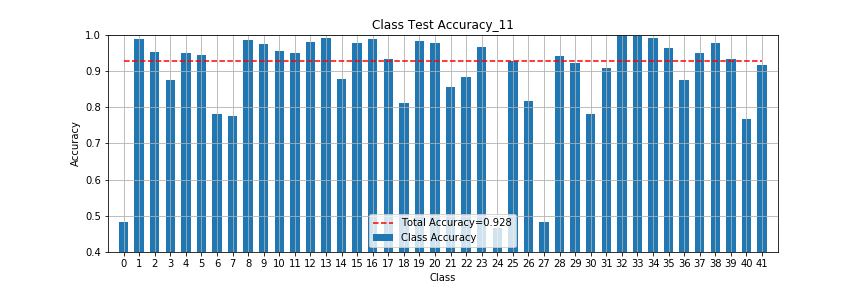 Class Test Accuracy_11
1.0
0.9
0.8
0.7
0.6
0.5
0.4
Accuracy
Total Accuracy=0.928
Class Accuracy
0 1 2 3 4 5 6 7 8 9 10 11 12 13 14 15 16 17 18 19 20 21 22 23 24 25 26 27 28 29 30 31 32 33 34 35 36 37 38 39 40 41
Class